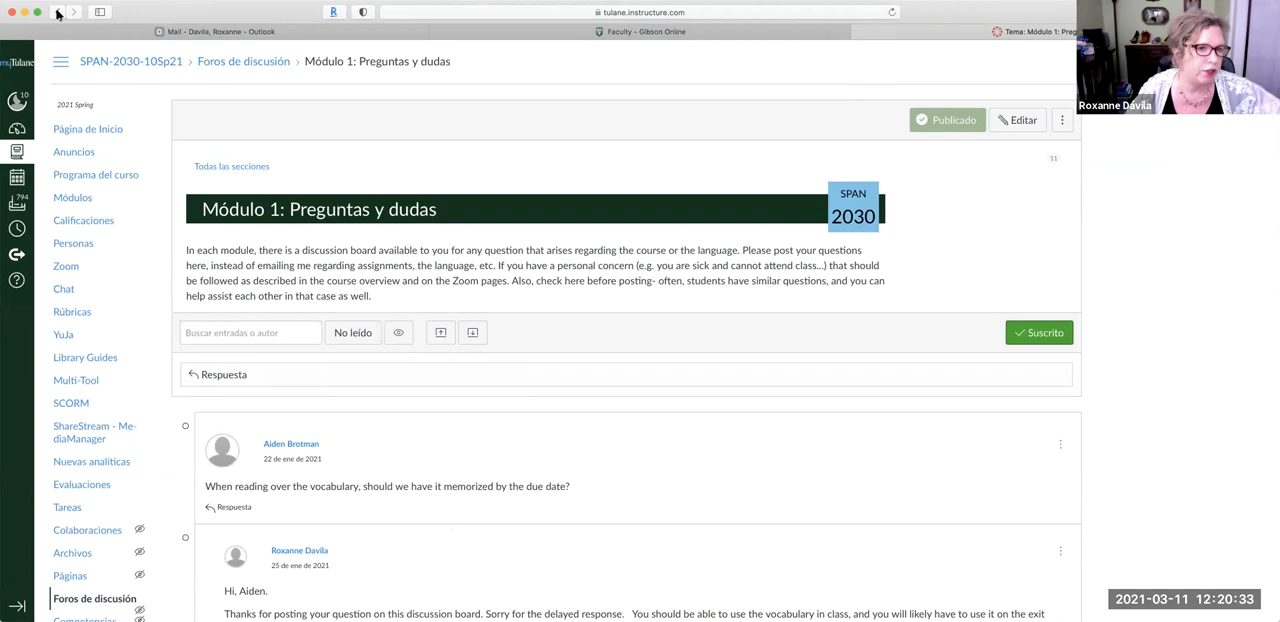 tulane.instructure.com
Mail - Davila, Roxanne - Outlook
Faculty - Gibson Online
Tema: Módulo 1: Preg
myTulane
SPAN-2030-10Sp21 › Foros de discusión › Módulo 1: Preguntas y dudas
Roxanne Davila
10
794
2021 Spring
Página de Inicio
Anuncios
Programa del curso
Módulos
Calificaciones
Personas
Zoom
Chat
Rúbricas
YuJa
Library Guides
Multi-Tool
SCORM
ShareStream - Me-
diaManager
Nuevas analíticas
Evaluaciones
Tareas
Colaboraciones
Archivos
Páginas
Foros de discusión
Competencias
Publicado
Editar
Todas las secciones
11
Módulo 1: Preguntas y dudas
SPAN
2030
In each module, there is a discussion board available to you for any question that arises regarding the course or the language. Please post your questions
here, instead of emailing me regarding assignments, the language, etc. If you have a personal concern (e.g. you are sick and cannot attend class...) that should
be followed as described in the course overview and on the Zoom pages. Also, check here before posting- often, students have similar questions, and you can
help assist each other in that case as well.
Buscar entradas o autor
No leído
Suscrito
Respuesta
Aiden Brotman
22 de ene de 2021
When reading over the vocabulary, should we have it memorized by the due date?
Respuesta
Roxanne Davila
25 de ene de 2021
Hi, Aiden.
Thanks for posting your question on this discussion board. Sorry for the delayed response. You should be able to use the vocabulary in class, and you will likely have to use it on the exit
2021-03-11 12:20:33